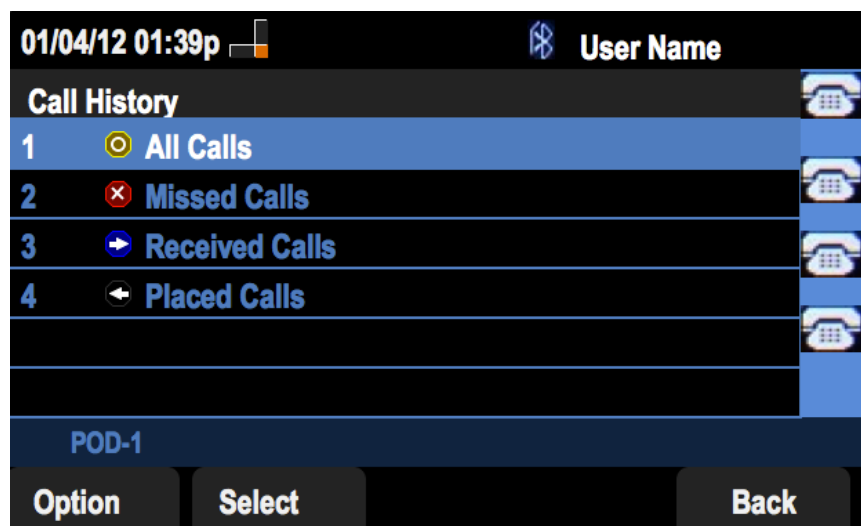 01/04/12 01:39p User Name
Call History
1 All Calls
2 Missed Calls
3 Received Calls
4 Placed Calls
POD-1
Option Select Back